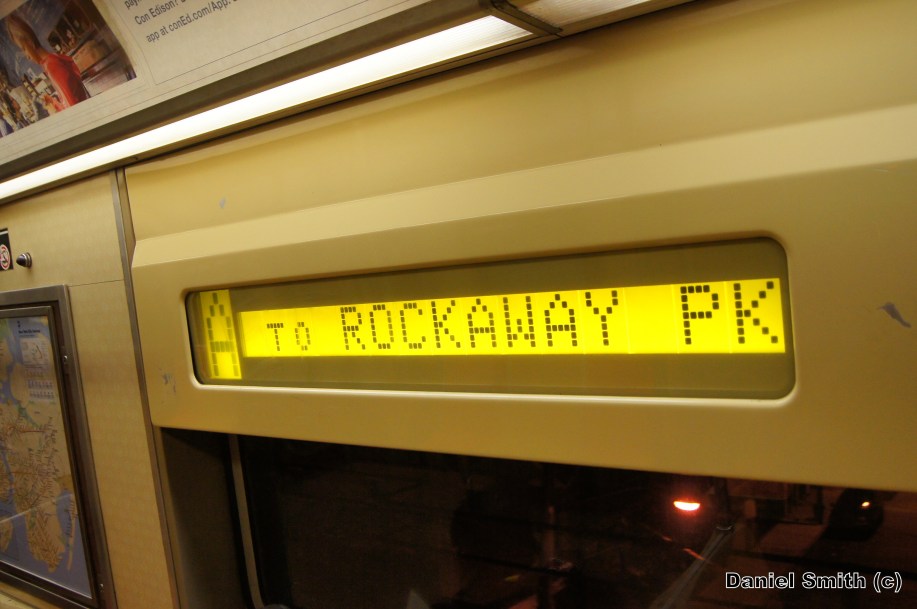 Con Edison?
app at conEd.com/App.
A To ROCKAWAY PK
Daniel Smith (c)